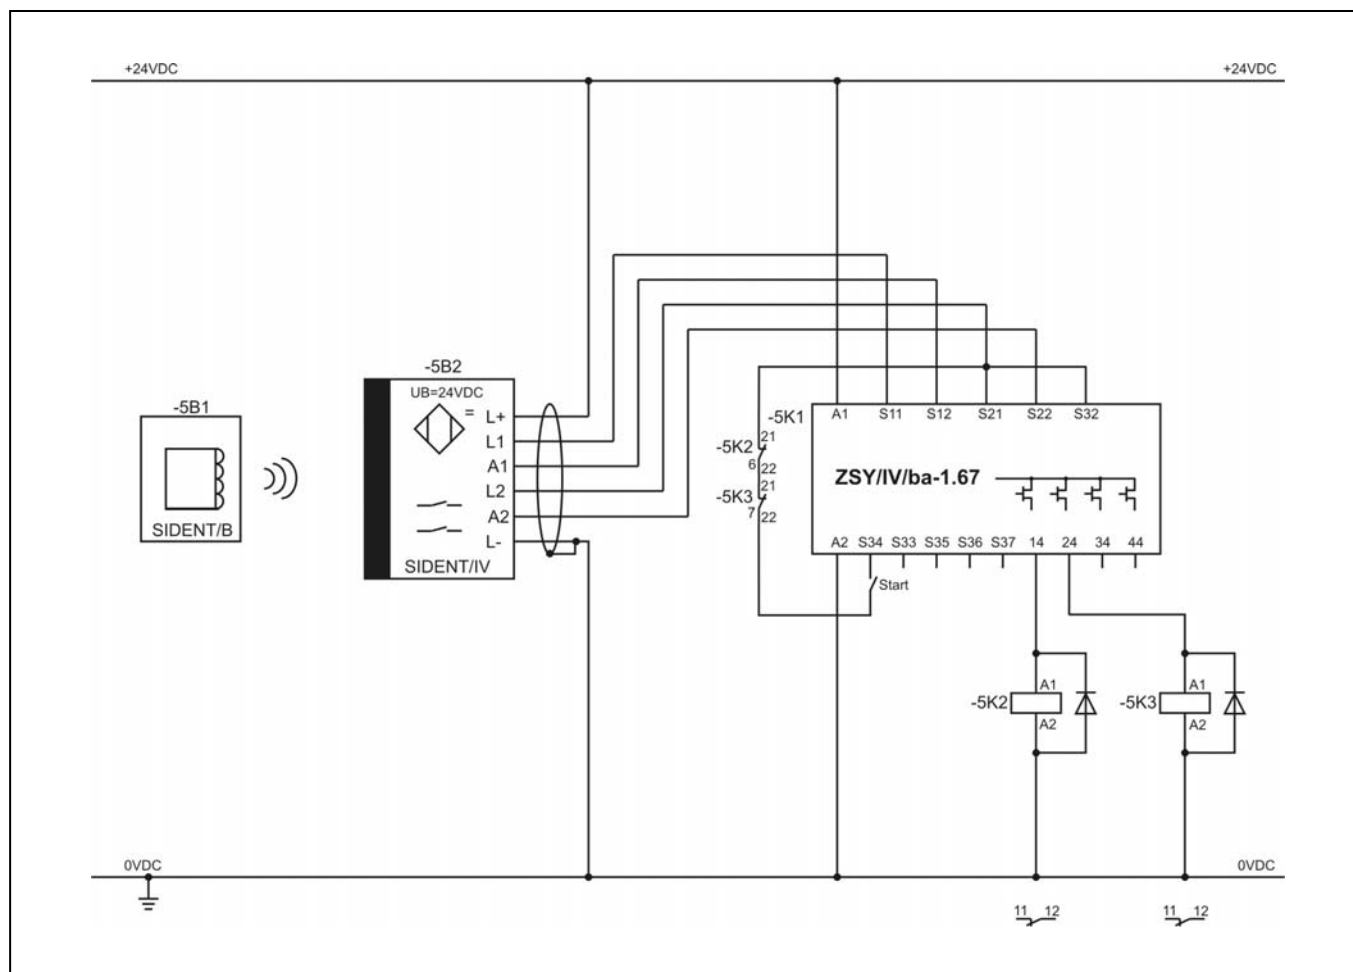 +24VDC +24VDC
-5B2
UB=24VDC
=
L+
L1
A1
L2
A2
L-
SIDENT/IV
-5B1
SIDENT/B
-5K1
A1 S11 S12 S21 S22 S32
-5K2 21
6 22
-5K3 21
7 22
ZSY/IV/ba-1.67
A2 S34 S33 S35 S36 S37 14 24 34 44
Start
-5K2 A1
A2
-5K3 A1
A2
0VDC 0VDC
11 12 11 12